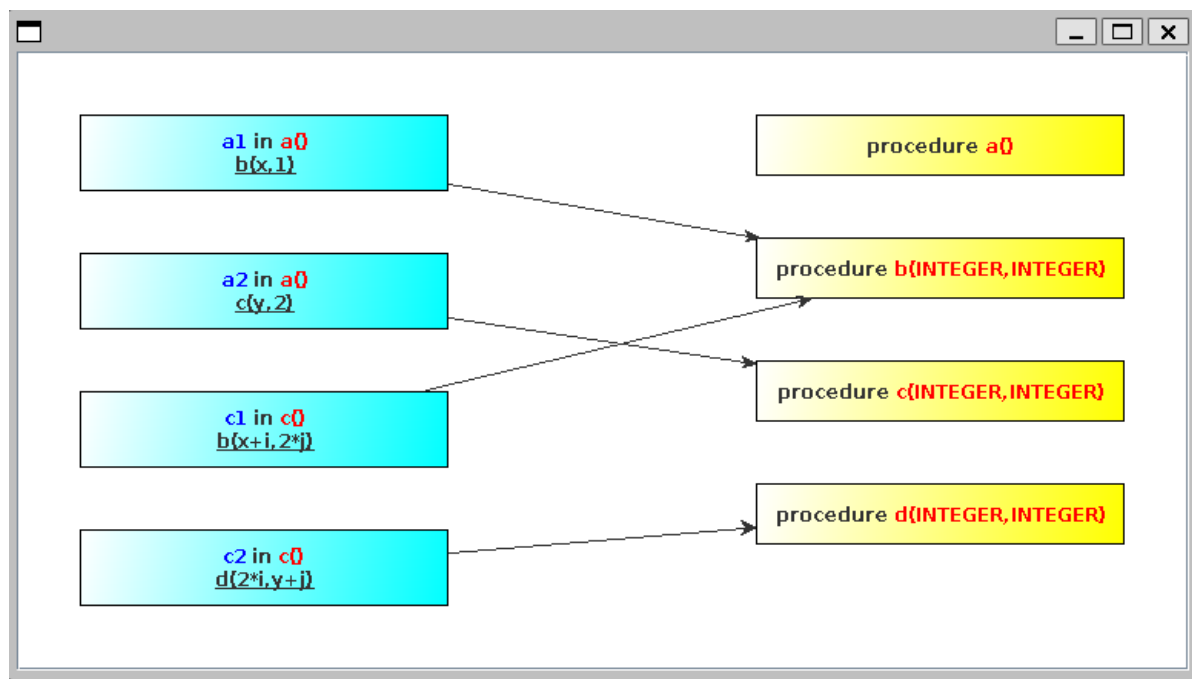 a1 in a()
b(x,1)
a2 in a()
c(y,2)
c1 in c()
b(x+i,2*j)
c2 in c()
d(2*i,y+j)
procedure a()
procedure b(INTEGER,INTEGER)
procedure c(INTEGER,INTEGER)
procedure d(INTEGER,INTEGER)